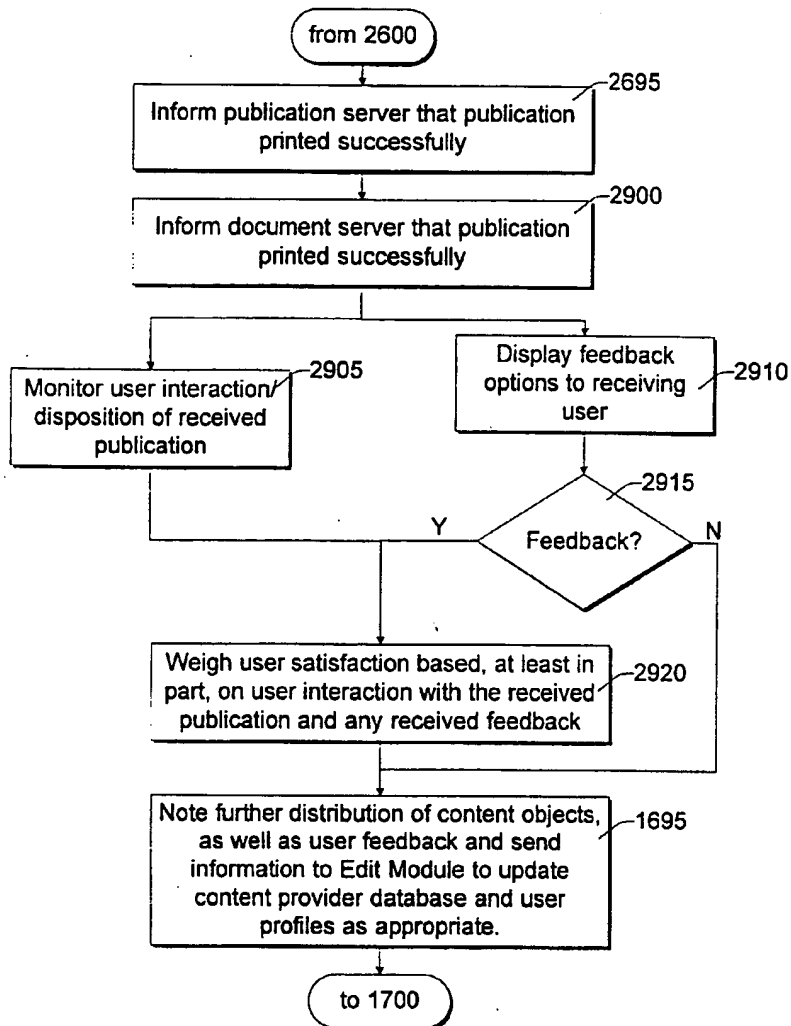 from 2600
2695
Inform publication server that publication
printed successfully
2900
Inform document server that publication
printed successfully
2905
Monitor user interaction/
disposition of received
publication
Display feedback
options to receiving
user
2910
2915
Y
Feedback?
N
Weigh user satisfaction based, at least in
part, on user interaction with the received
publication and any received feedback
2920
Note further distribution of content objects,
as well as user feedback and send
information to Edit Module to update
content provider database and user
profiles as appropriate.
1695
to 1700